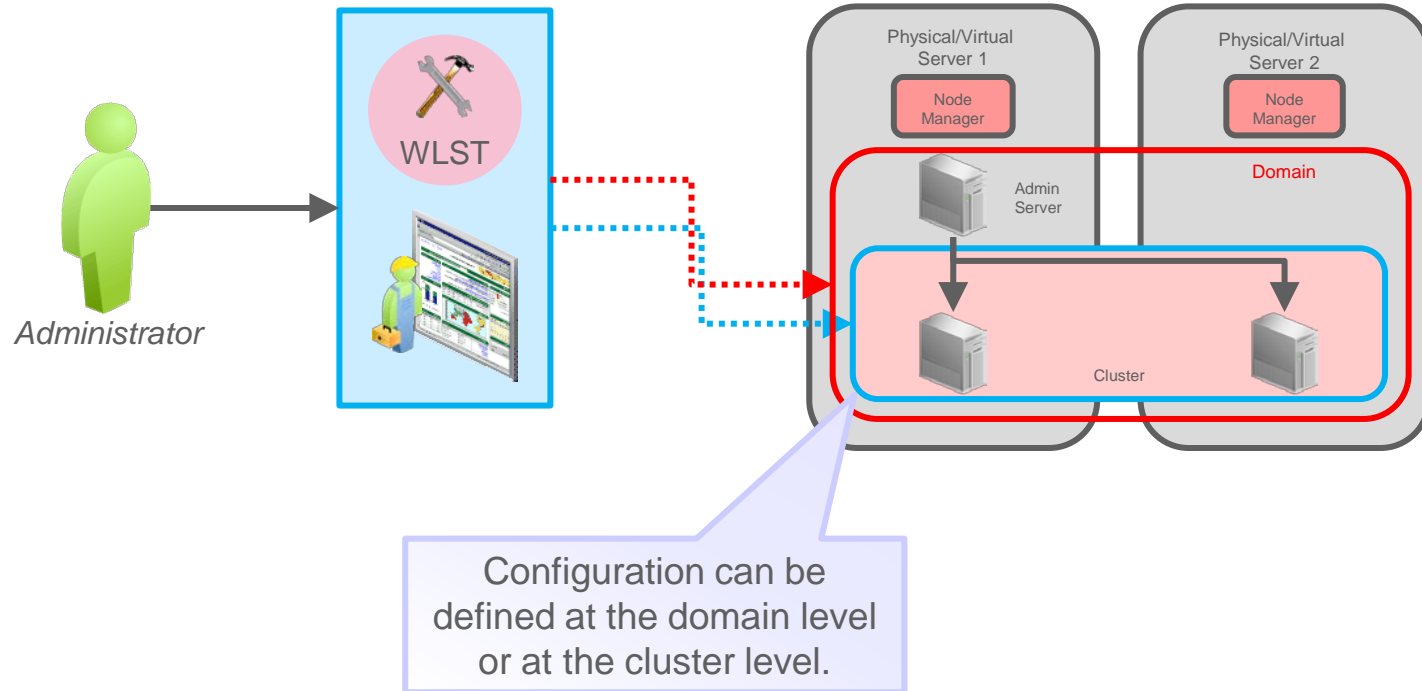 Physical/Virtual
Server 1
Physical/Virtual
Server 2
Node
Manager
Node
Manager
WLST
Domain
Admin
Server
Administrator
Cluster
Configuration can be
defined at the domain level
or at the cluster level.